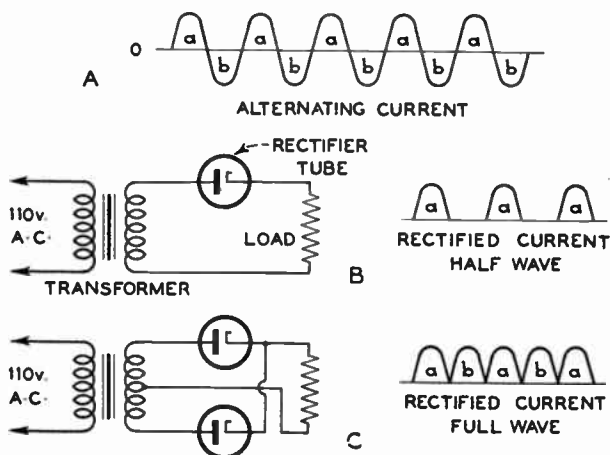 a a a a a
0
b b b b b
A
ALTERNATING CURRENT
RECTIFIER
TUBE
110v.
A.C.
LOAD
TRANSFORMER
B
a a a
RECTIFIED CURRENT
HALF WAVE
110v.
A.C.
C
a b a b a
RECTIFIED CURRENT
FULL WAVE